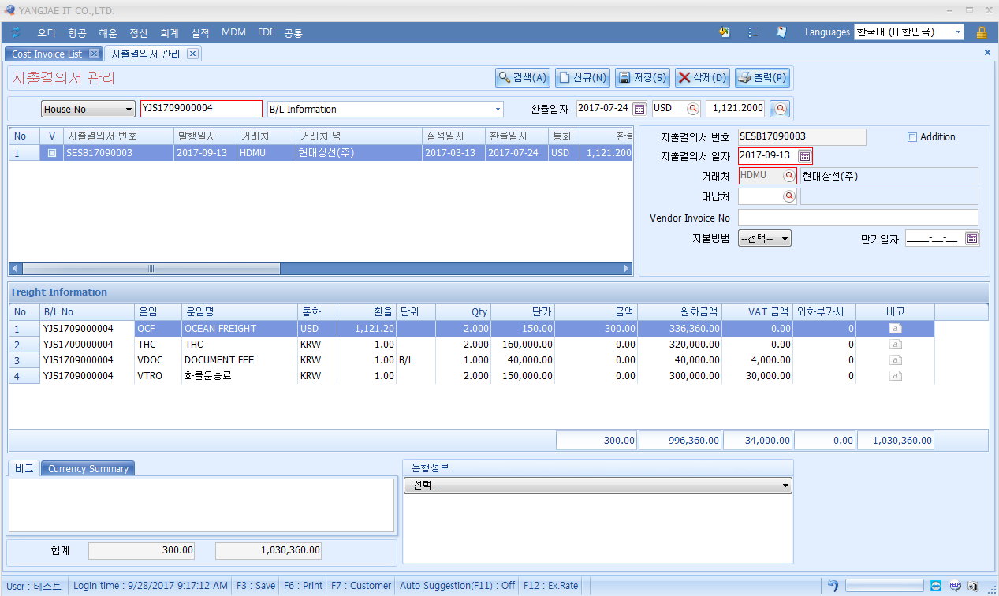 YANGJAE IT CO.,LTD.
오더 항공 해운 정산 회계 실적 MDM EDI 공통 Languages 한국어 (대한민국)
Cost Invoice List 지출결의서 관리
지출결의서 관리 검색(A) 신규(N) 저장(S) 삭제(D) 출력(P)
House No YJS1709000004 B/L Information 환율일자 2017-07-24 USD 1,121.2000
No V 지출결의서 번호 발행일자 거래처 거래처 명 실적일자 환율일자 통화 환율
1 SESB17090003 2017-09-13 HDMU 현대상선(주) 2017-03-13 2017-07-24 USD 1,121.200
지출결의서 번호 SESB17090003 Addition
지출결의서 일자 2017-09-13
거래처 HDMU 현대상선(주)
대납처
Vendor Invoice No
지불방법 --선택-- 만기일자 ____-__-__
Freight Information
No B/L No 운임 운임명 통화 환율 단위 Qty 단가 금액 원화금액 VAT 금액 외화부가세 비고
1 YJS1709000004 OCF OCEAN FREIGHT USD 1,121.20 2.000 150.00 300.00 336,360.00 0.00 0
2 YJS1709000004 THC THC KRW 1.00 2.000 160,000.00 0.00 320,000.00 0.00 0
3 YJS1709000004 VDOC DOCUMENT FEE KRW 1.00 B/L 1.000 40,000.00 0.00 40,000.00 4,000.00 0
4 YJS1709000004 VTRO 화물운송료 KRW 1.00 2.000 150,000.00 0.00 300,000.00 30,000.00 0
300.00 996,360.00 34,000.00 0.00 1,030,360.00
비고 Currency Summary
은행정보
--선택--
합계 300.00 1,030,360.00
User : 테스트 Login time : 9/28/2017 9:17:12 AM F3 : Save F6 : Print F7 : Customer Auto Suggestion(F11) : Off F12 : Ex.Rate HELP